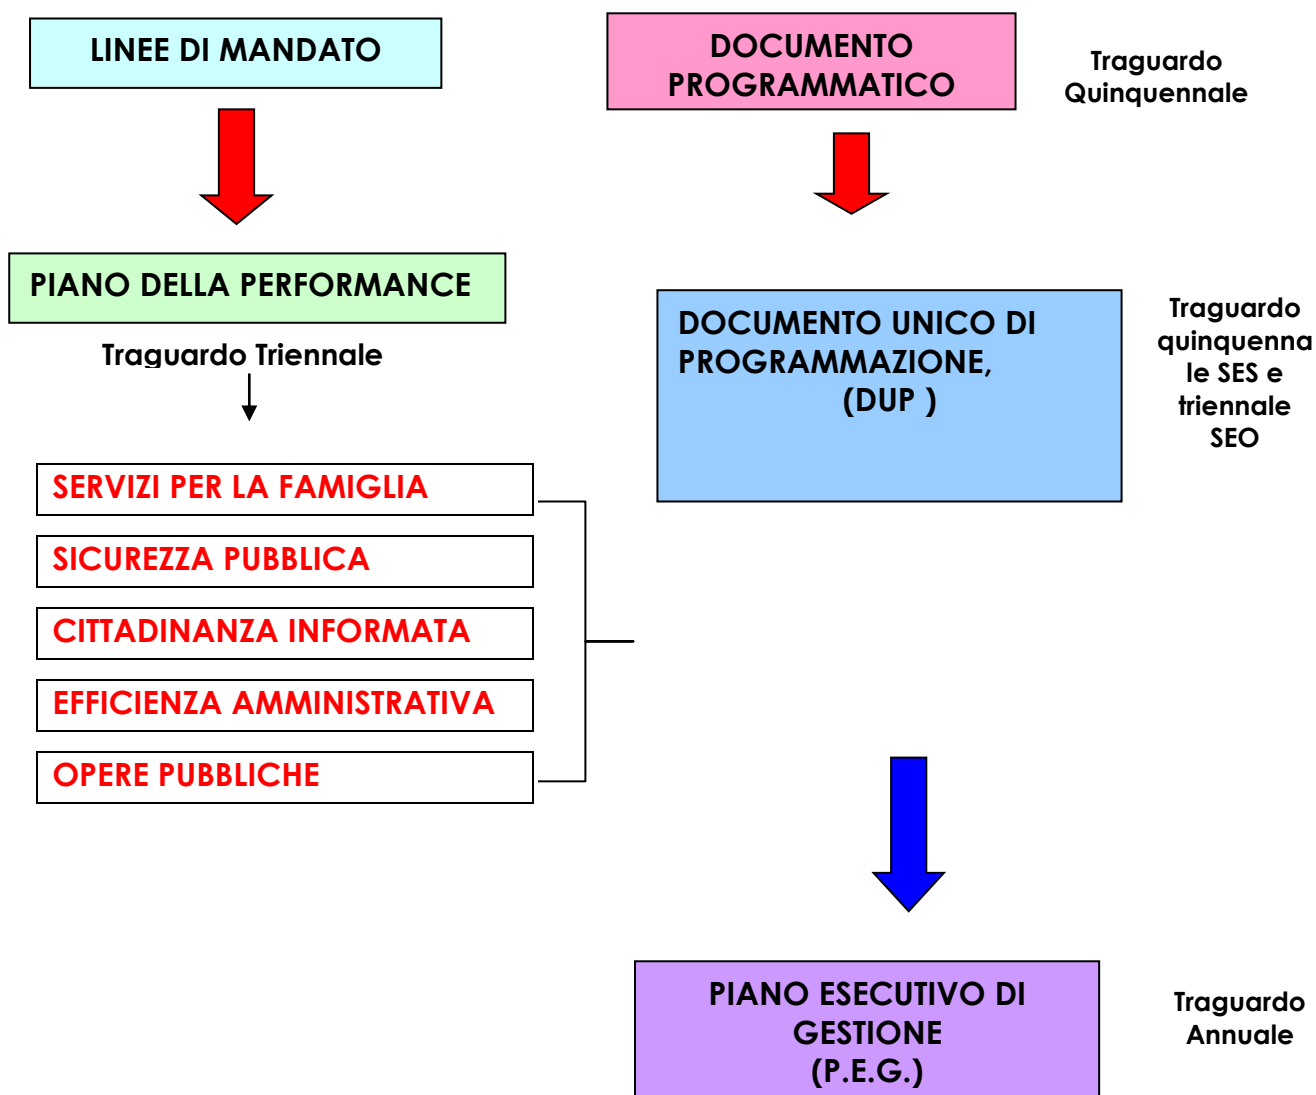 LINEE DI MANDATO
DOCUMENTO
PROGRAMMATICO
Traguardo
Quinquennale
PIANO DELLA PERFORMANCE
Traguardo Triennale
DOCUMENTO UNICO DI
PROGRAMMAZIONE,
(DUP )
Traguardo
quinquenna
le SES e
triennale
SEO
SERVIZI PER LA FAMIGLIA
SICUREZZA PUBBLICA
CITTADINANZA INFORMATA
EFFICIENZA AMMINISTRATIVA
OPERE PUBBLICHE
PIANO ESECUTIVO DI
GESTIONE
(P.E.G.)
Traguardo
Annuale